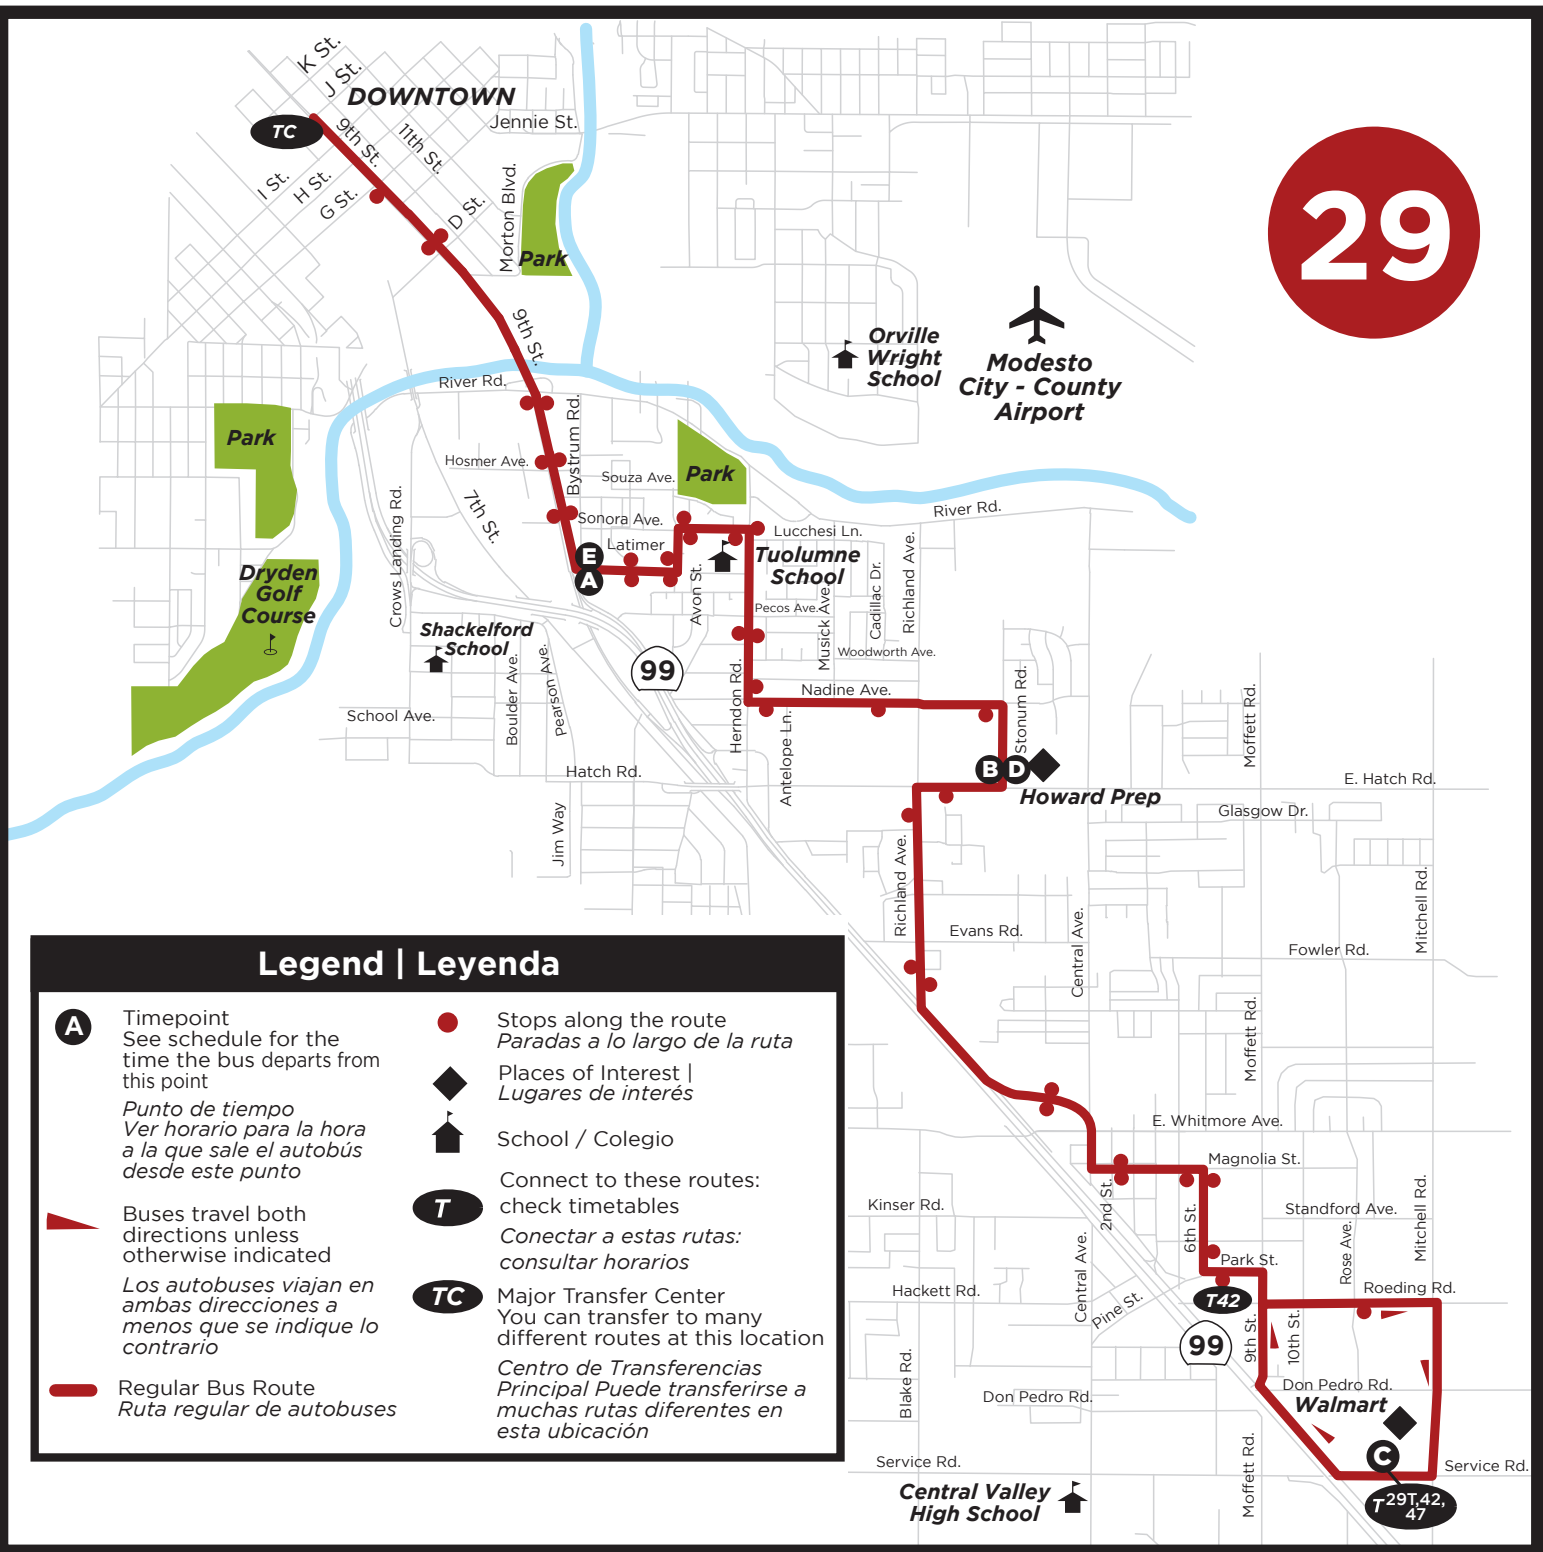 K St.
J St.
DOWNTOWN
TC
9th St.
11th St.
Jennie St.
I St.
H St.
G St.
D St.
Morton Blvd.
Park
29
9th St.
Orville
Wright
School
Modesto
City - County
Airport
River Rd.
Park
Hosmer Ave.
Bystrum Rd.
Souza Ave.
Park
7th St.
Sonora Ave.
River Rd.
Crows Landing Rd.
Latimer
Lucchesi Ln.
E
A
Tuolumne
School
Dryden
Golf
Course
Avon St.
Pecos Ave.
Musick Ave.
Cadillac Dr.
Richland Ave.
Woodworth Ave.
Shackelford
School
99
Boulder Ave.
Pearson Ave.
Herndon Rd.
Nadine Ave.
Stonum Rd.
Moffett Rd.
School Ave.
Antelope Ln.
Hatch Rd.
B
D
Howard Prep
E. Hatch Rd.
Glasgow Dr.
Jim Way
Richland Ave.
Mitchell Rd.
Evans Rd.
Central Ave.
Fowler Rd.
Moffett Rd.
E. Whitmore Ave.
Magnolia St.
Kinser Rd.
2nd St.
6th St.
Standford Ave.
Mitchell Rd.
Rose Ave.
Park St.
Central Ave.
Hackett Rd.
Pine St.
T42
Roeding Rd.
99
9th St.
10th St.
Blake Rd.
Don Pedro Rd.
Don Pedro Rd.
Walmart
C
Service Rd.
Moffett Rd.
Service Rd.
Central Valley
High School
T 29T,42,
47
Legend | Leyenda
A
Timepoint
See schedule for the
time the bus departs from
this point
Punto de tiempo
Ver horario para la hora
a la que sale el autobús
desde este punto
Buses travel both
directions unless
otherwise indicated
Los autobuses viajan en
ambas direcciones a
menos que se indique lo
contrario
Regular Bus Route
Ruta regular de autobuses
Stops along the route
Paradas a lo largo de la ruta
Places of Interest |
Lugares de interés
School / Colegio
T
Connect to these routes:
check timetables
Conectar a estas rutas:
consultar horarios
TC
Major Transfer Center
You can transfer to many
different routes at this location
Centro de Transferencias
Principal Puede transferirse a
muchas rutas diferentes en
esta ubicación